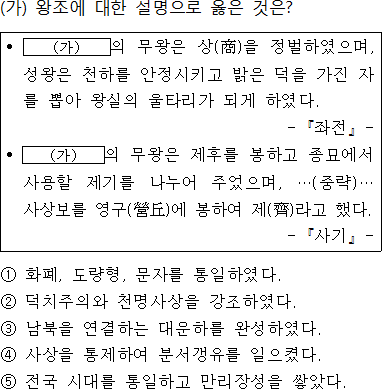 (가) 왕조에 대한 설명으로 옳은 것은?
• (가) 의 무왕은 상(商)을 정벌하였으며,
성왕은 천하를 안정시키고 밝은 덕을 가진 자
를 뽑아 왕실의 울타리가 되게 하였다.
-『좌전』-
• (가) 의 무왕은 제후를 봉하고 종묘에서
사용할 제기를 나누어 주었으며, …(중략)…
사상보를 영구(營丘)에 봉하여 제(齊)라고 했다.
-『사기』-
① 화폐, 도량형, 문자를 통일하였다.
② 덕치주의와 천명사상을 강조하였다.
③ 남북을 연결하는 대운하를 완성하였다.
④ 사상을 통제하여 분서갱유를 일으켰다.
⑤ 전국 시대를 통일하고 만리장성을 쌓았다.